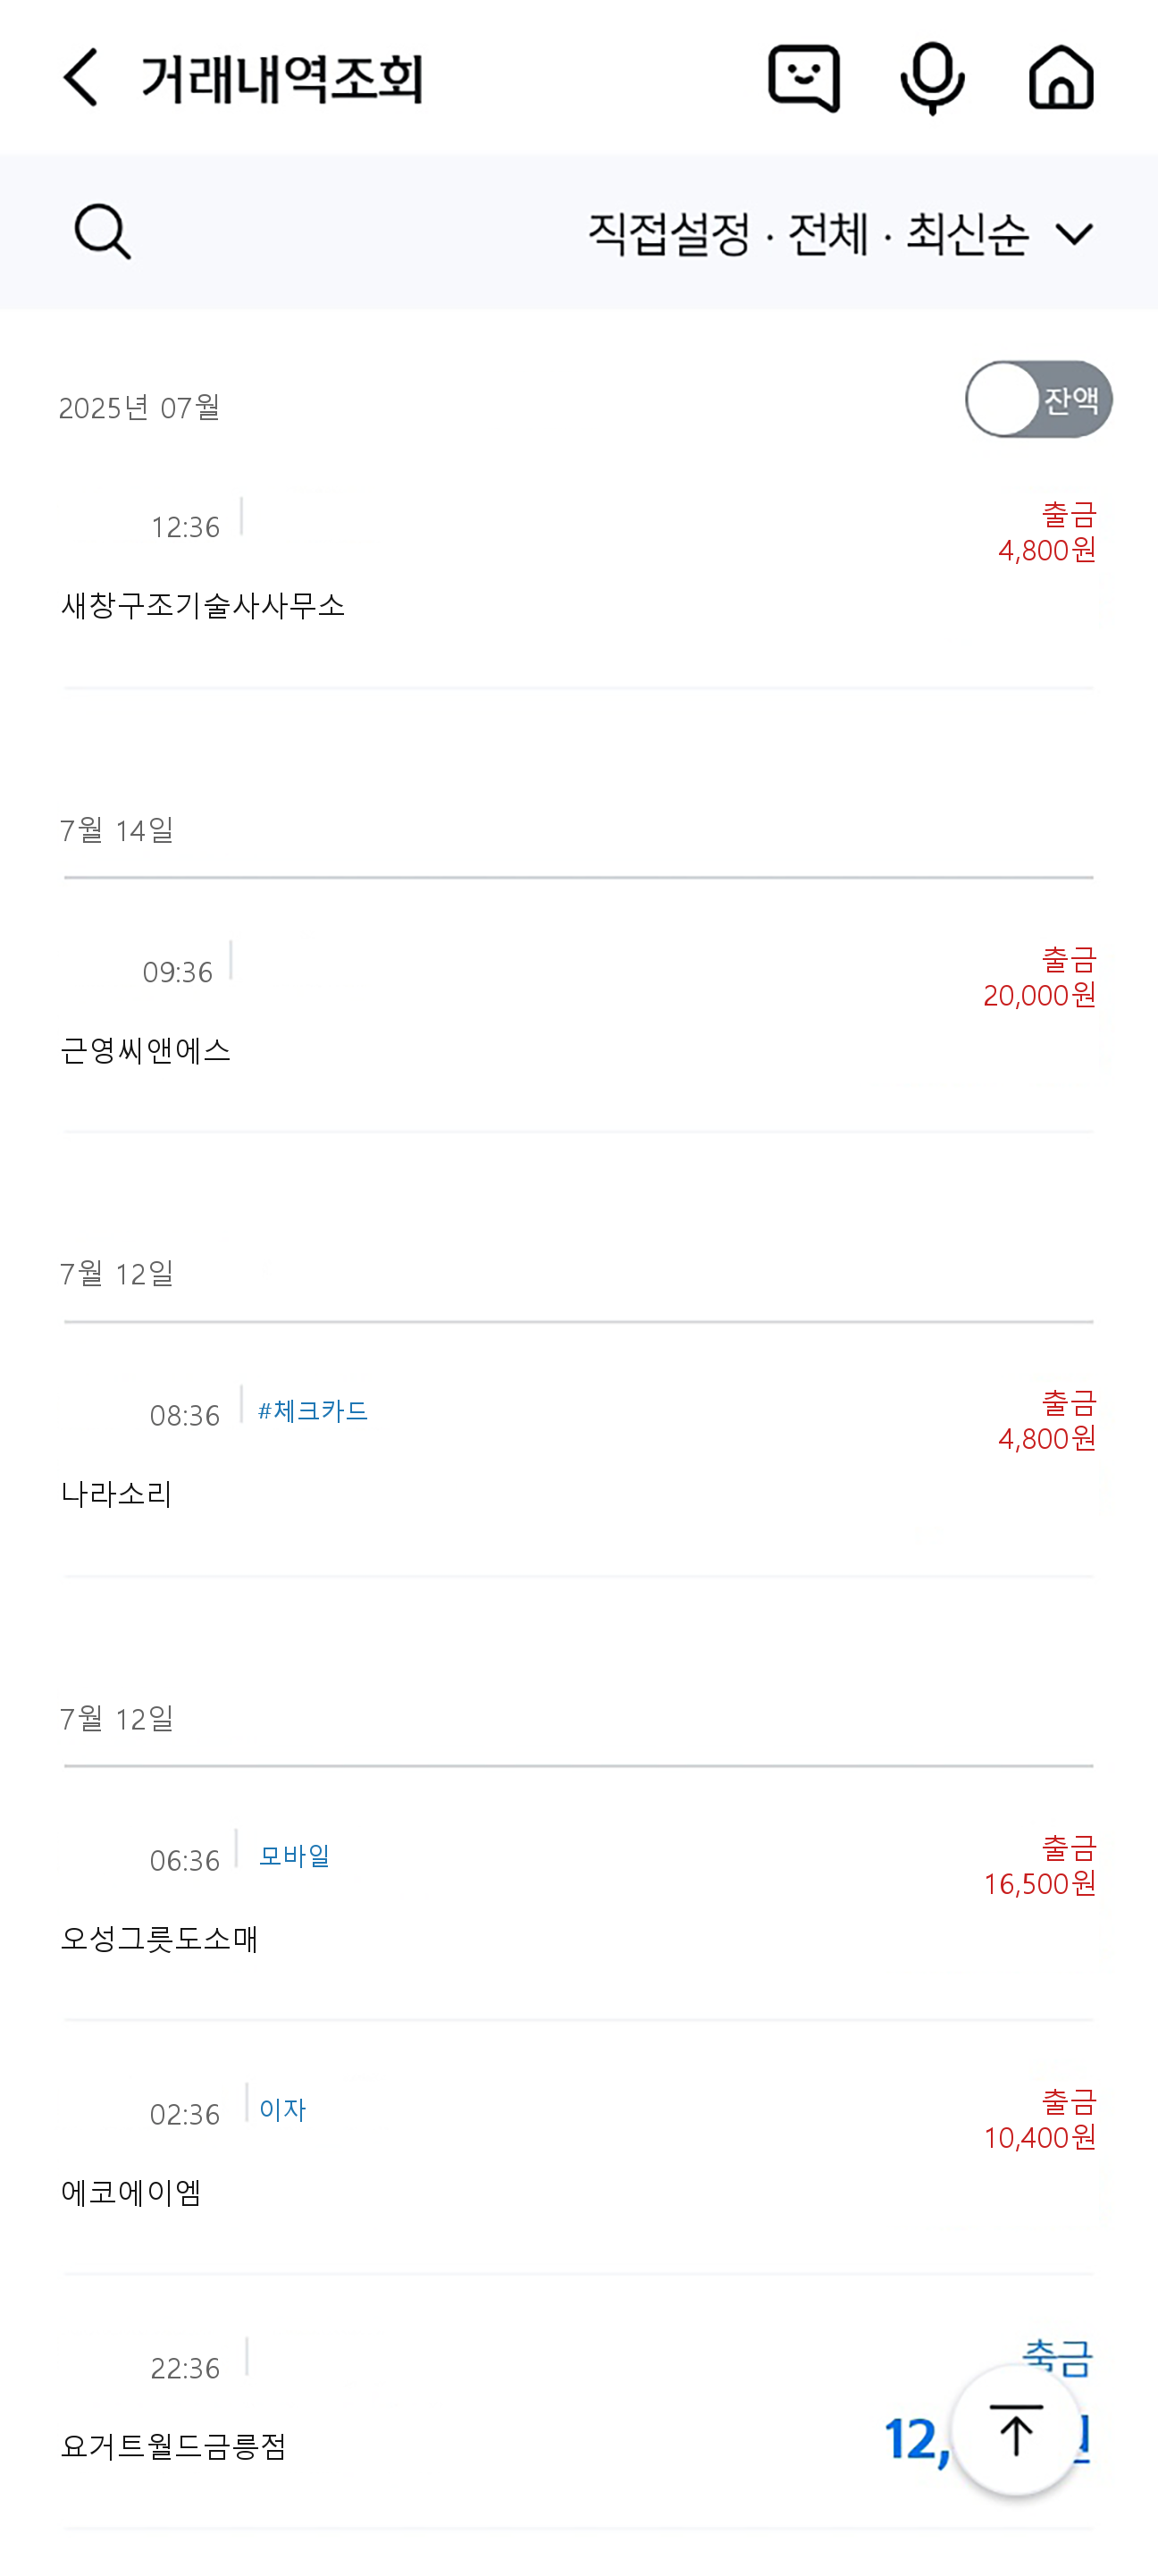 거래내역조회
직접설정 · 전체 · 최신순
2025년 07월
잔액
12:36
출금
4,800원
새창구조기술사사무소
7월 14일
09:36
출금
20,000원
근영씨앤에스
7월 12일
08:36 #체크카드
출금
4,800원
나라소리
7월 12일
06:36 모바일
출금
16,500원
오성그릇도소매
02:36 이자
출금
10,400원
에코에이엠
22:36
요거트월드금릉점
12,